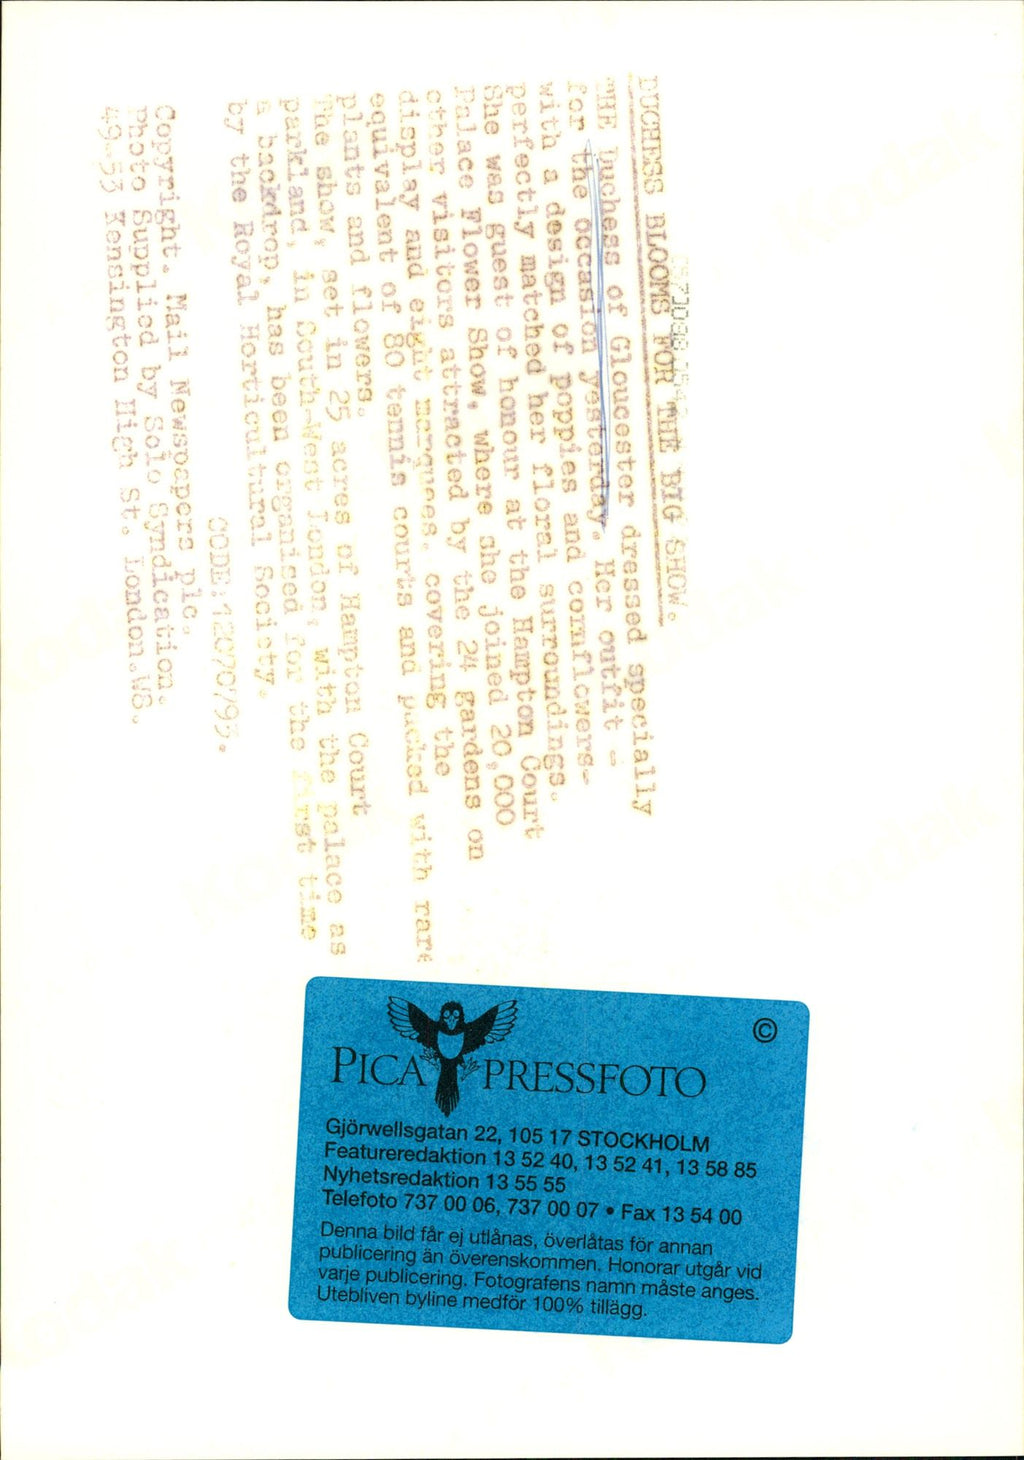 DUCHESS BLOOMS FOR THE BIG SHOW.
THE Duchess of Gloucester dressed specially
for the occasion yesterday. Her outfit -
with a design of poppies and cornflowers-
perfectly matched her floral surroundings.
She was guest of honour at the Hampton Court
Palace Flower Show, where she joined 20,000
other visitors attracted by the 24 gardens on
display and eight marquees. covering the
equivalent of 80 tennis courts and packed with rare
plants and flowers.
The show, set in 25 acres of Hampton Court
parkland, in South-West London, with the palace as
a backdrop, has been organised for the first time
by the Royal Horticultural Society.
CODE:12070793.
Copyright. Mail Newspapers plc.
Photo Supplied by Solo Syndication.
49-53 Kensington High St. London.W8.
©
PICA PRESSFOTO
Gjörwellsgatan 22, 105 17 STOCKHOLM
Featureredaktion 13 52 40, 13 52 41, 13 58 85
Nyhetsredaktion 13 55 55
Telefoto 737 00 06, 737 00 07 • Fax 13 54 00
Denna bild får ej utlånas, överlåtas för annan
publicering än överenskommen. Honorar utgår vid
varje publicering. Fotografens namn måste anges.
Utebliven byline medför 100% tillägg.
Kodak
Kodak
Kodak
Kodak